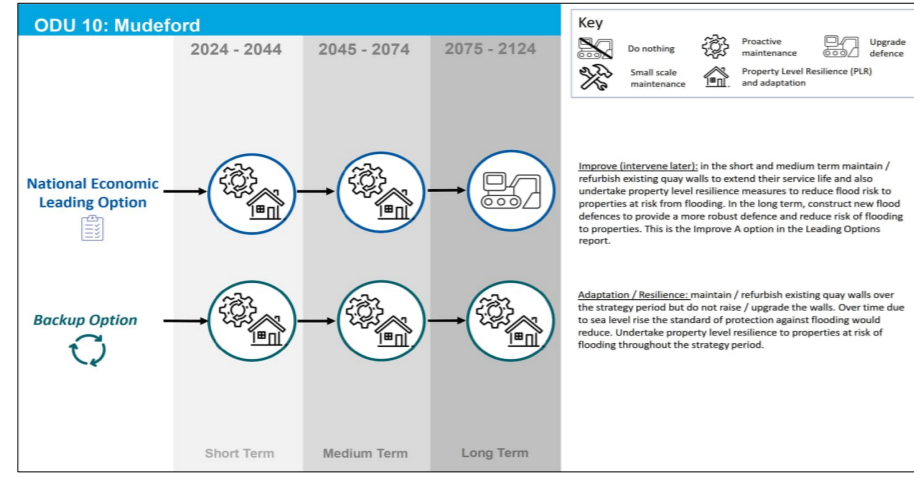 ODU 10: Mudeford
2024 - 2044
2045 - 2074
2075 - 2124
Key
Do nothing
Proactive
maintenance
Upgrade
defence
Small scale
maintenance
Property Level Resilience (PLR)
and adaptation
National Economic
Leading Option
Improve (intervene later): in the short and medium term maintain /
refurbish existing quay walls to extend their service life and also
undertake property level resilience measures to reduce flood risk to
properties at risk from flooding. In the long term, construct new flood
defences to provide a more robust defence and reduce risk of flooding
to properties. This is the Improve A option in the Leading Options
report.
Backup Option
Adaptation / Resilience: maintain / refurbish existing quay walls over
the strategy period but do not raise / upgrade the walls. Over time due
to sea level rise the standard of protection against flooding would
reduce. Undertake property level resilience to properties at risk of
flooding throughout the strategy period.
Short Term
Medium Term
Long Term